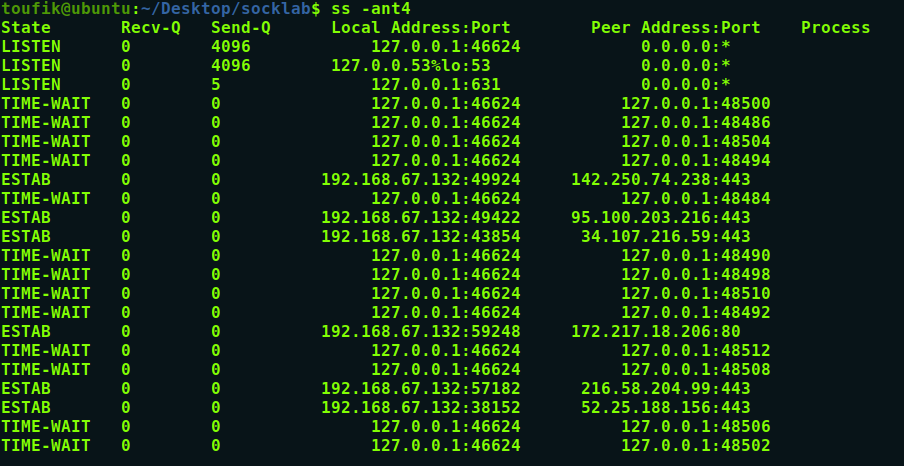 toufik@ubuntu:~/Desktop/socklab$ ss -ant4
State Recv-Q Send-Q Local Address:Port Peer Address:Port Process
LISTEN 0 4096 127.0.0.1:46624 0.0.0.0:*
LISTEN 0 4096 127.0.0.53%lo:53 0.0.0.0:*
LISTEN 0 5 127.0.0.1:631 0.0.0.0:*
TIME-WAIT 0 0 127.0.0.1:46624 127.0.0.1:48500
TIME-WAIT 0 0 127.0.0.1:46624 127.0.0.1:48486
TIME-WAIT 0 0 127.0.0.1:46624 127.0.0.1:48504
TIME-WAIT 0 0 127.0.0.1:46624 127.0.0.1:48494
ESTAB 0 0 192.168.67.132:49924 142.250.74.238:443
TIME-WAIT 0 0 127.0.0.1:46624 127.0.0.1:48484
ESTAB 0 0 192.168.67.132:49422 95.100.203.216:443
ESTAB 0 0 192.168.67.132:43854 34.107.216.59:443
TIME-WAIT 0 0 127.0.0.1:46624 127.0.0.1:48490
TIME-WAIT 0 0 127.0.0.1:46624 127.0.0.1:48498
TIME-WAIT 0 0 127.0.0.1:46624 127.0.0.1:48510
TIME-WAIT 0 0 127.0.0.1:46624 127.0.0.1:48492
ESTAB 0 0 192.168.67.132:59248 172.217.18.206:80
TIME-WAIT 0 0 127.0.0.1:46624 127.0.0.1:48512
TIME-WAIT 0 0 127.0.0.1:46624 127.0.0.1:48508
ESTAB 0 0 192.168.67.132:57182 216.58.204.99:443
ESTAB 0 0 192.168.67.132:38152 52.25.188.156:443
TIME-WAIT 0 0 127.0.0.1:46624 127.0.0.1:48506
TIME-WAIT 0 0 127.0.0.1:46624 127.0.0.1:48502